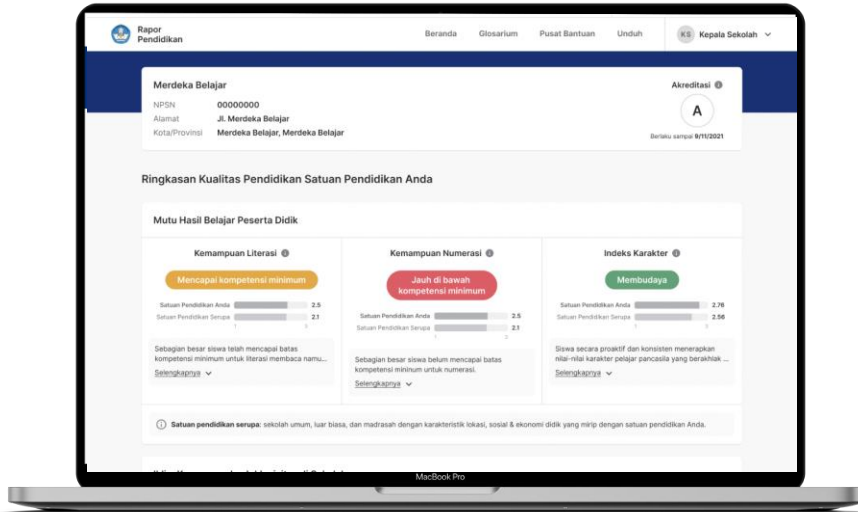 Rapor
Pendidikan
Beranda Glosarium Pusat Bantuan Unduh KS Kepala Sekolah
Merdeka Belajar
NPSN 00000000
Alamat Jl. Merdeka Belajar
Kota/Provinsi Merdeka Belajar, Merdeka Belajar
Akreditasi
A
Berlaku sampai 9/11/2021
Ringkasan Kualitas Pendidikan Satuan Pendidikan Anda
Mutu Hasil Belajar Peserta Didik
Kemampuan Literasi
Mencapai kompetensi minimum
Satuan Pendidikan Anda 2.5
Satuan Pendidikan Serupa 2.1
1 3
Sebagian besar siswa telah mencapai batas
kompetensi minimum untuk literasi membaca namu...
Selengkapnya
Kemampuan Numerasi
Jauh di bawah
kompetensi minimum
Satuan Pendidikan Anda 2.5
Satuan Pendidikan Serupa 2.1
1 3
Sebagian besar siswa belum mencapai batas
kompetensi minimum untuk numerasi.
Selengkapnya
Indeks Karakter
Membudaya
Satuan Pendidikan Anda 2.76
Satuan Pendidikan Serupa 2.56
1 3
Siswa secara proaktif dan konsisten menerapkan
nilai-nilai karakter pelajar pancasila yang berakhlak ...
Selengkapnya
Satuan pendidikan serupa: sekolah umum, luar biasa, dan madrasah dengan karakteristik lokasi, sosial & ekonomi didik yang mirip dengan satuan pendidikan Anda.
MacBook Pro